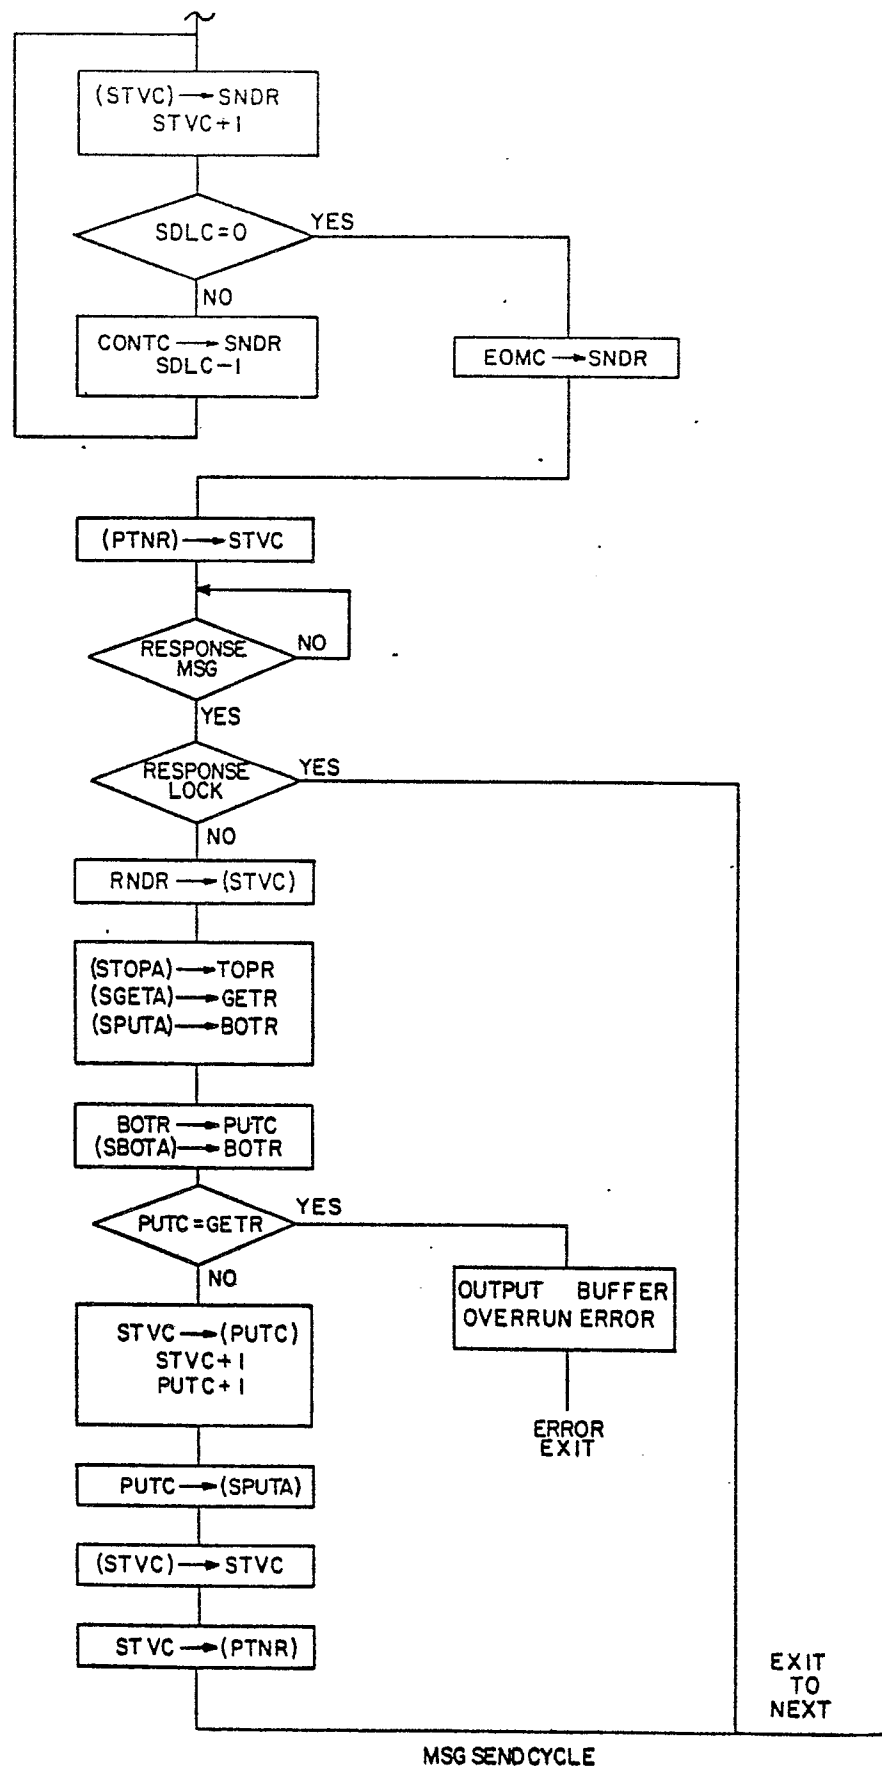 (STVC)→SNDR
STVC+1
SDLC=0
YES
NO
CONTC→SNDR
SDLC-1
EOMC→SNDR
(PTNR)→STVC
RESPONSE
MSG
NO
YES
RESPONSE
LOCK
YES
NO
RNDR→(STVC)
(STOPA)→TOPR
(SGETA)→GETR
(SPUTA)→BOTR
BOTR→PUTC
(SBOTA)→BOTR
PUTC=GETR
YES
NO
OUTPUT BUFFER
OVERRUN ERROR
ERROR
EXIT
STVC→(PUTC)
STVC+1
PUTC+1
PUTC→(SPUTA)
(STVC)→STVC
STVC→(PTNR)
EXIT
TO
NEXT
MSG SEND CYCLE